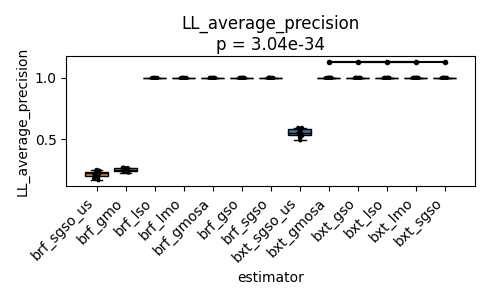 LL_average_precision
p = 3.04e-34
LL_average_precision
1.0
0.5
brf_sgso_us
brf_gmo
brf_lso
brf_lmo
brf_gmosa
brf_gso
brf_sgso
bxt_sgso_us
bxt_gmosa
bxt_gso
bxt_lso
bxt_lmo
bxt_sgso
estimator